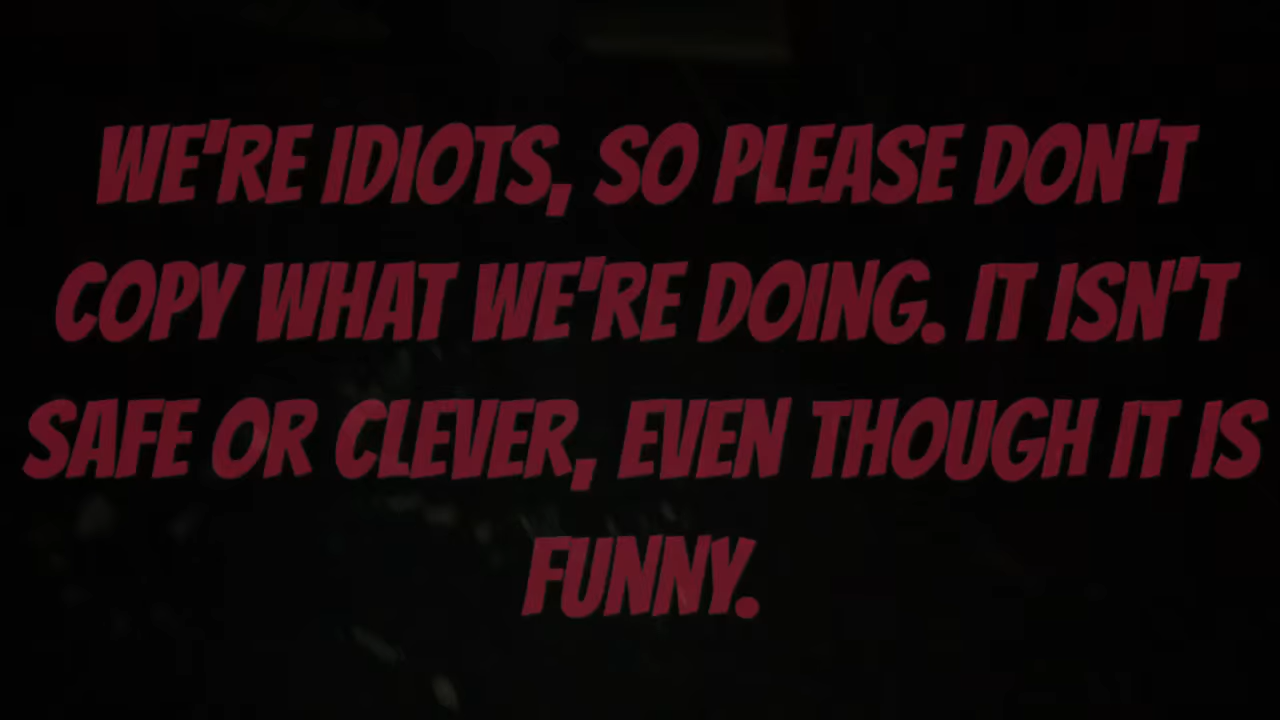 WE'RE IDIOTS, SO PLEASE DON'T
COPY WHAT WE'RE DOING. IT ISN'T
SAFE OR CLEVER, EVEN THOUGH IT IS
FUNNY.